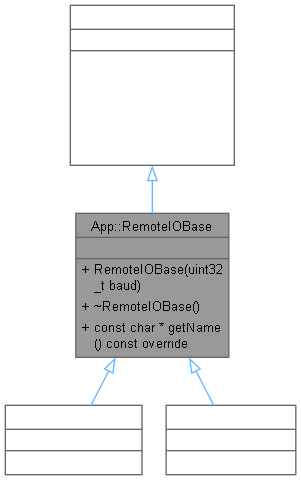 App::RemoteIOBase
+ RemoteIOBase(uint32
_t baud)
+ ~RemoteIOBase()
+ const char * getName
() const override